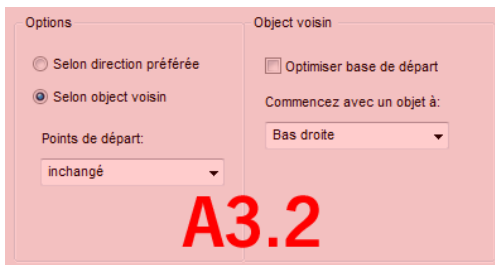 Options
Selon direction préférée
Selon object voisin
Points de départ:
inchangé
Object voisin
Optimiser base de départ
Commencez avec un objet à:
Bas droite
A3.2